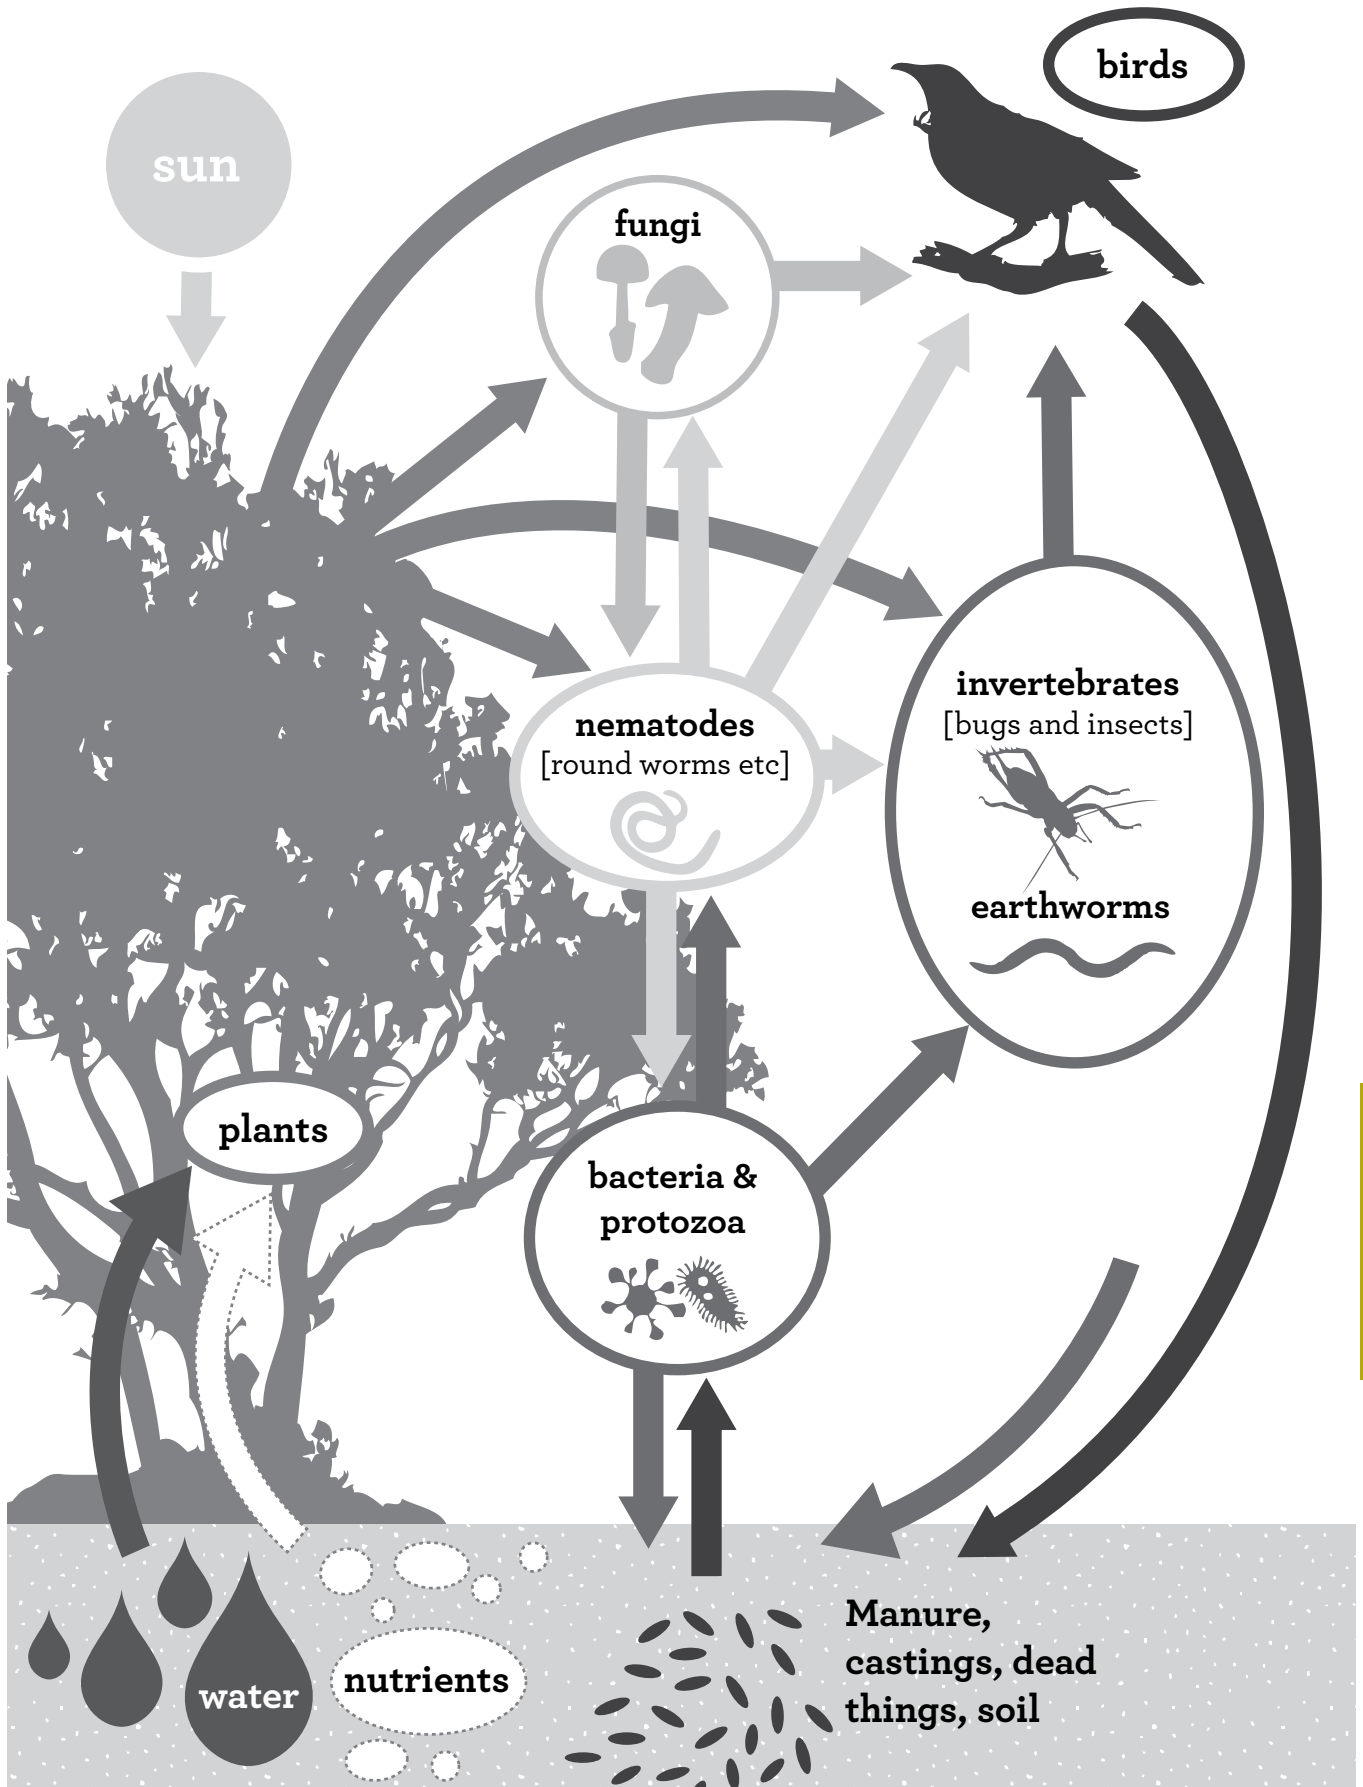 birds
sun
fungi
invertebrates
[bugs and insects]
nematodes
[round worms etc]
earthworms
plants
bacteria &
protozoa
Manure,
castings, dead
things, soil
nutrients
water